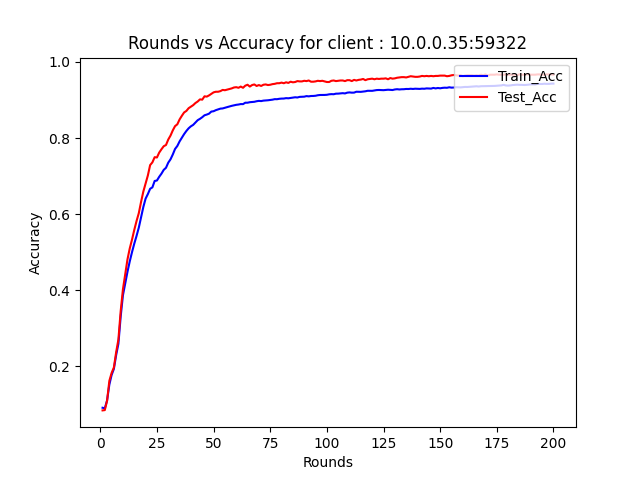 Rounds vs Accuracy for client : 10.0.0.35:59322
1.0
0.8
0.6
0.4
0.2
Accuracy
Train_Acc
Test_Acc
0 25 50 75 100 125 150 175 200
Rounds